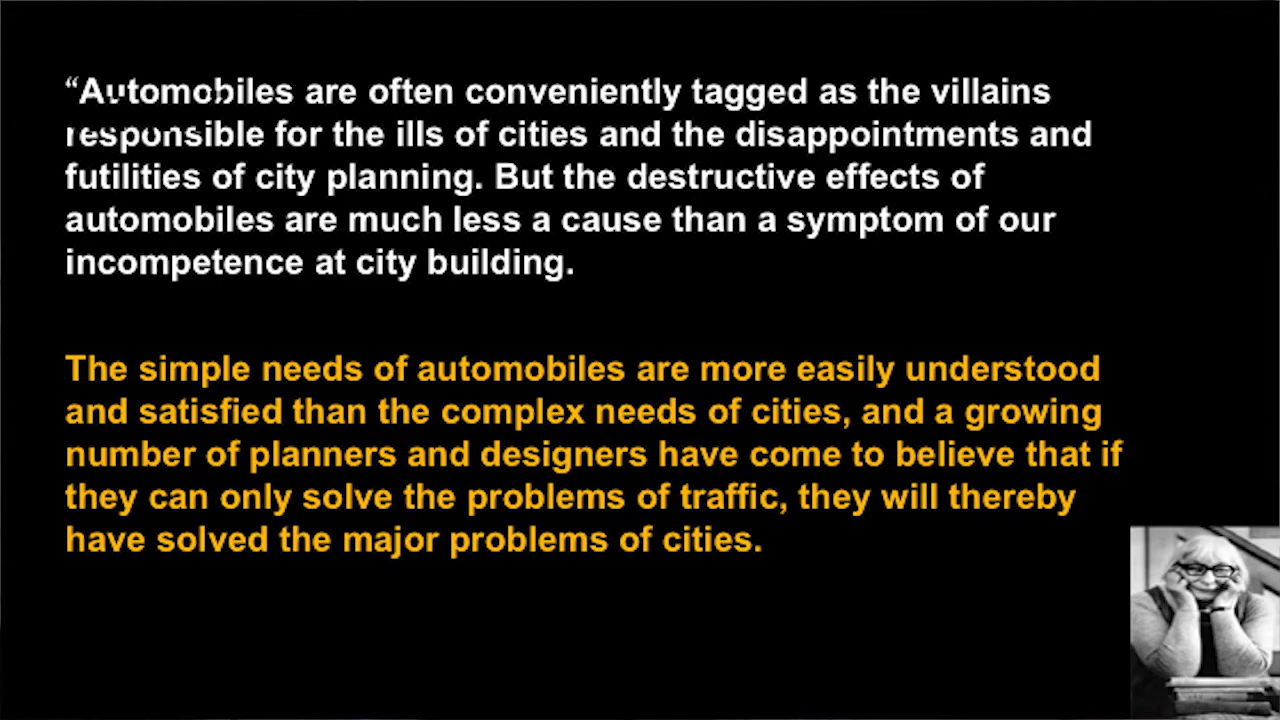 “Automobiles are often conveniently tagged as the villains
responsible for the ills of cities and the disappointments and
futilities of city planning. But the destructive effects of
automobiles are much less a cause than a symptom of our
incompetence at city building.
The simple needs of automobiles are more easily understood
and satisfied than the complex needs of cities, and a growing
number of planners and designers have come to believe that if
they can only solve the problems of traffic, they will thereby
have solved the major problems of cities.